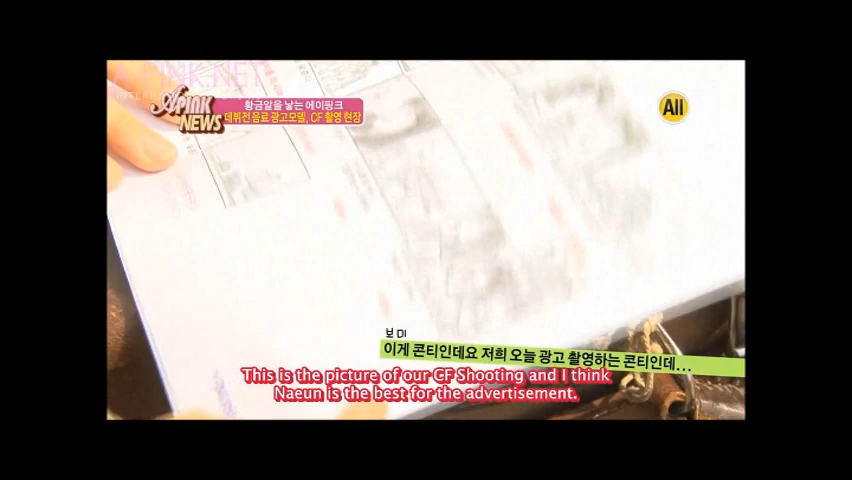 A-PINK.NET
APINK
NEWS
황금알을 낳는 에이핑크
데뷔전 음료 광고모델, CF 촬영 현장
All
보미
이게 콘티인데요 저희 오늘 광고 촬영하는 콘티인데...
This is the picture of our CF Shooting and I think
Naeun is the best for the advertisement.